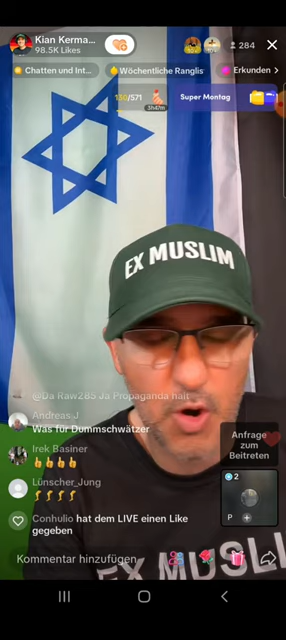 Kian Kerma...
98.5K Likes
284
Chatten und Int...
Wöchentliche Ranglis
Erkunden >
130/571
3h47m
Super Montag
EX MUSLIM
@Da Raw285 Ja Propaganda halt
Andreas J
Was für Dummschwätzer
Irek Basiner
👍👍👍👍
Lünscher_Jung
Conhulio hat dem LIVE einen Like
gegeben
Anfrage
zum
Beitreten
2
P +
Kommentar hinzufügen
EX MUSLI